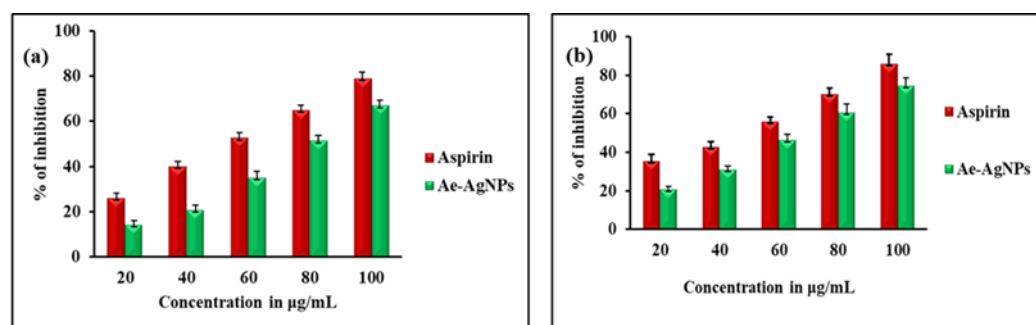 (a)
% of inhibition
100
80
60
40
20
0
20 40 60 80 100
Concentration in µg/mL
Aspirin
Ae-AgNPs
(b)
% of inhibition
100
80
60
40
20
0
20 40 60 80 100
Concentration in µg/mL
Aspirin
Ae-AgNPs